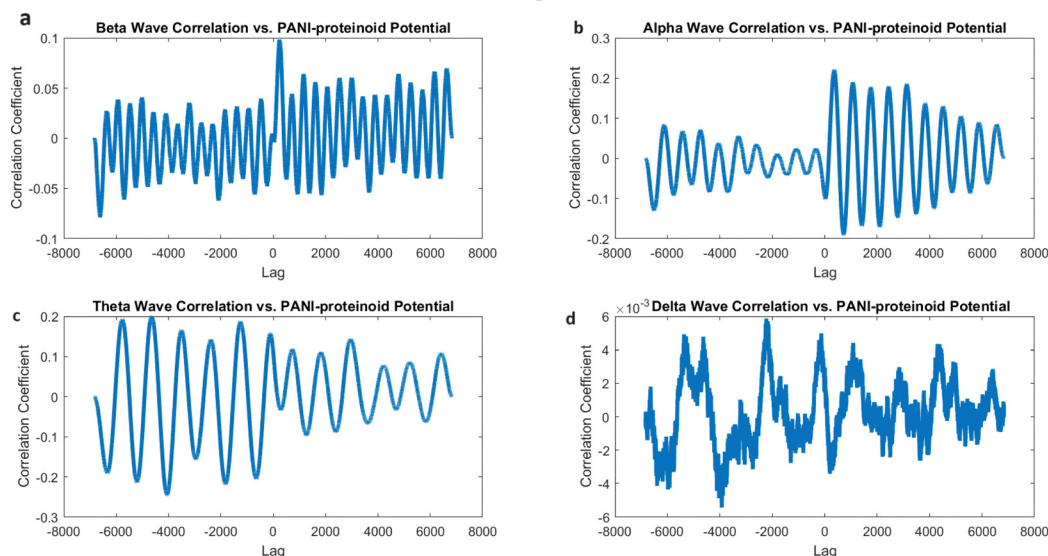 a
Beta Wave Correlation vs. PANI-proteinoid Potential
0.1
0.05
0
-0.05
-0.1
Correlation Coefficient
-8000 -6000 -4000 -2000 0 2000 4000 6000 8000
Lag
b
Alpha Wave Correlation vs. PANI-proteinoid Potential
0.3
0.2
0.1
0
-0.1
-0.2
Correlation Coefficient
-8000 -6000 -4000 -2000 0 2000 4000 6000 8000
Lag
c
Theta Wave Correlation vs. PANI-proteinoid Potential
0.2
0.1
0
-0.1
-0.2
-0.3
Correlation Coefficient
-8000 -6000 -4000 -2000 0 2000 4000 6000 8000
Lag
d
Delta Wave Correlation vs. PANI-proteinoid Potential
×10⁻³
6
4
2
0
-2
-4
-6
Correlation Coefficient
-8000 -6000 -4000 -2000 0 2000 4000 6000 8000
Lag